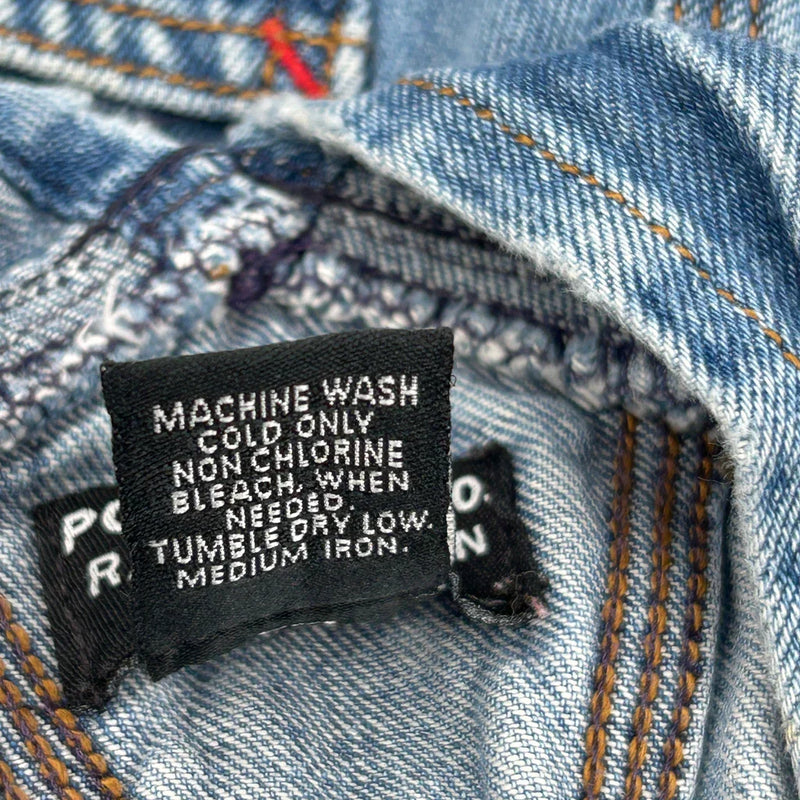 MACHINE WASH
COLD ONLY
NON CHLORINE
BLEACH, WHEN
NEEDED.
TUMBLE DRY LOW.
MEDIUM IRON.